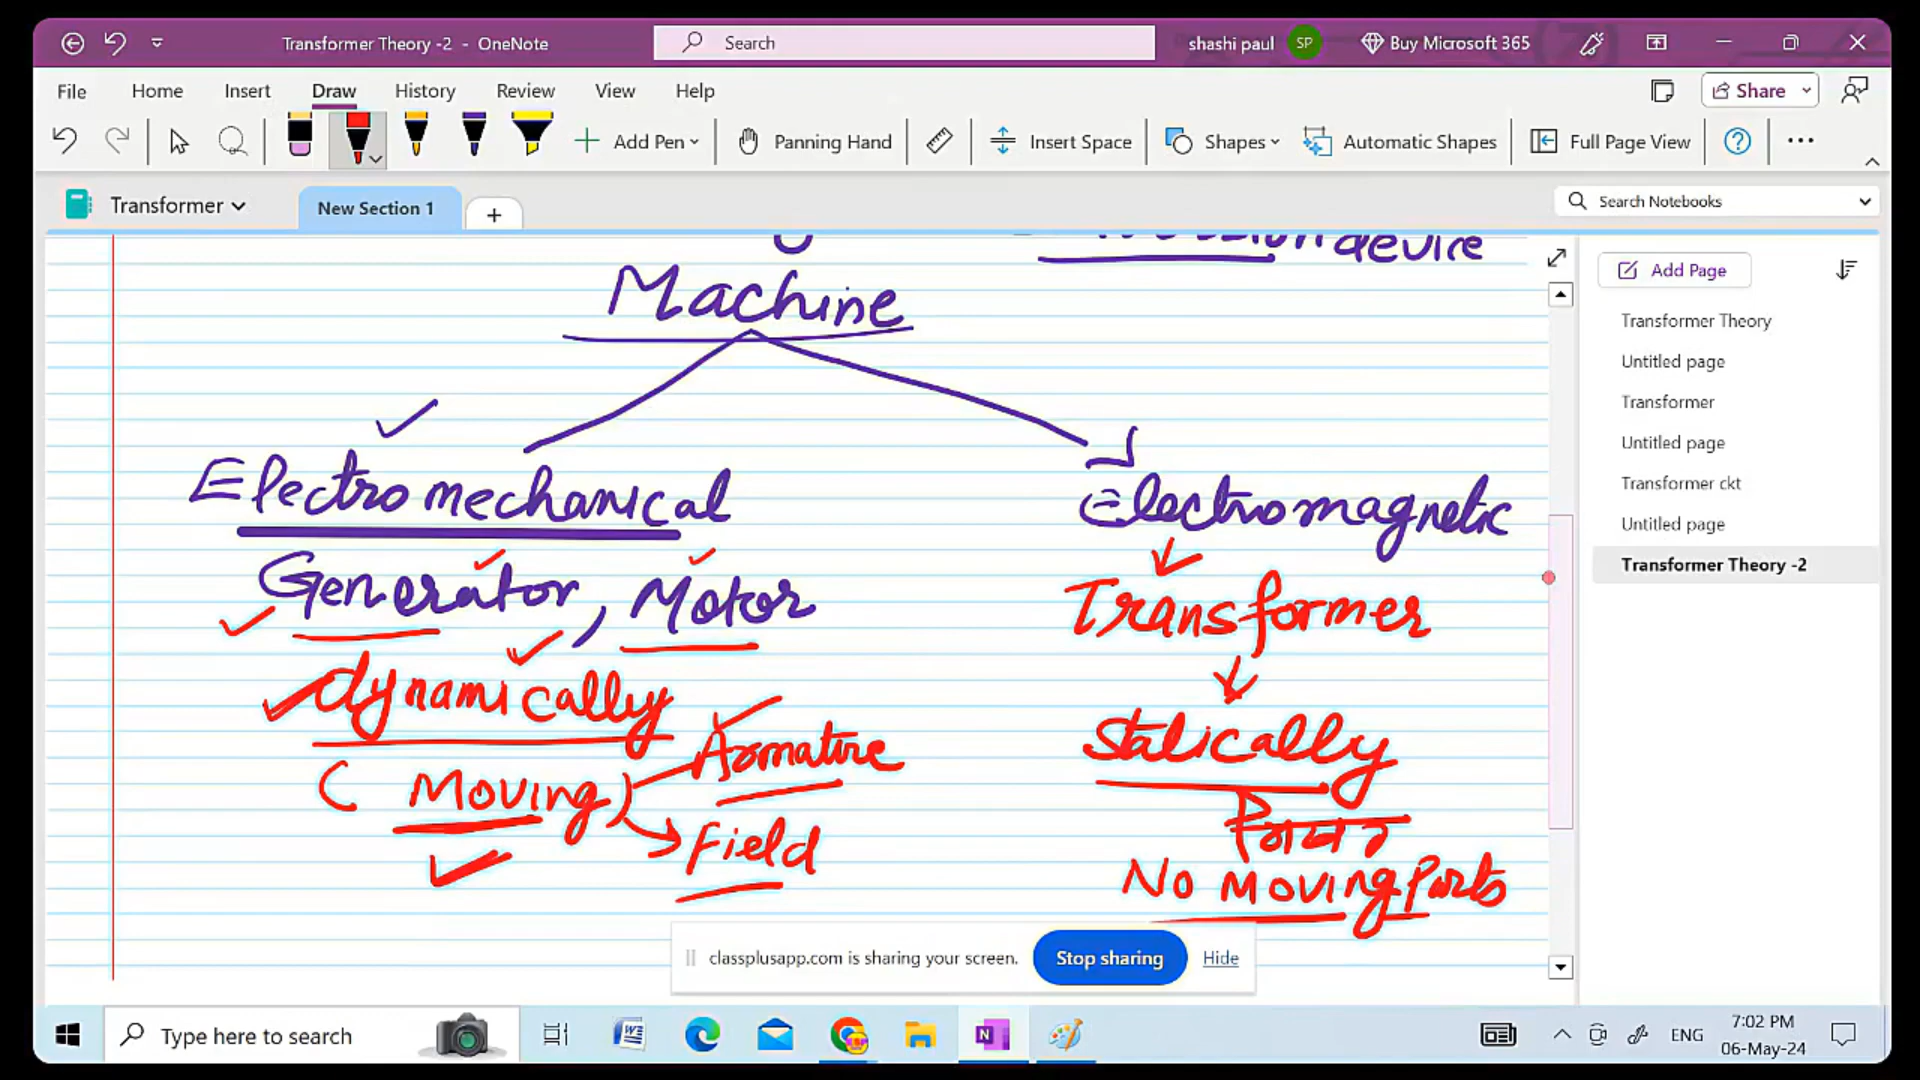 Transformer Theory -2 - OneNote
Search
shashi paul
SP
Buy Microsoft 365
File
Home
Insert
Draw
History
Review
View
Help
Share
Add Pen
Panning Hand
Insert Space
Shapes
Automatic Shapes
Full Page View
Transformer
New Section 1
+
Search Notebooks
device
Machine
Electromechanical
Electromagnetic
Generator, Motor
Transformer
dynamically
Statically
Armature
(Moving)
Field
No Moving Parts
Add Page
Transformer Theory
Untitled page
Transformer
Untitled page
Transformer ckt
Untitled page
Transformer Theory -2
classplusapp.com is sharing your screen.
Stop sharing
Hide
Type here to search
ENG
7:02 PM
06-May-24